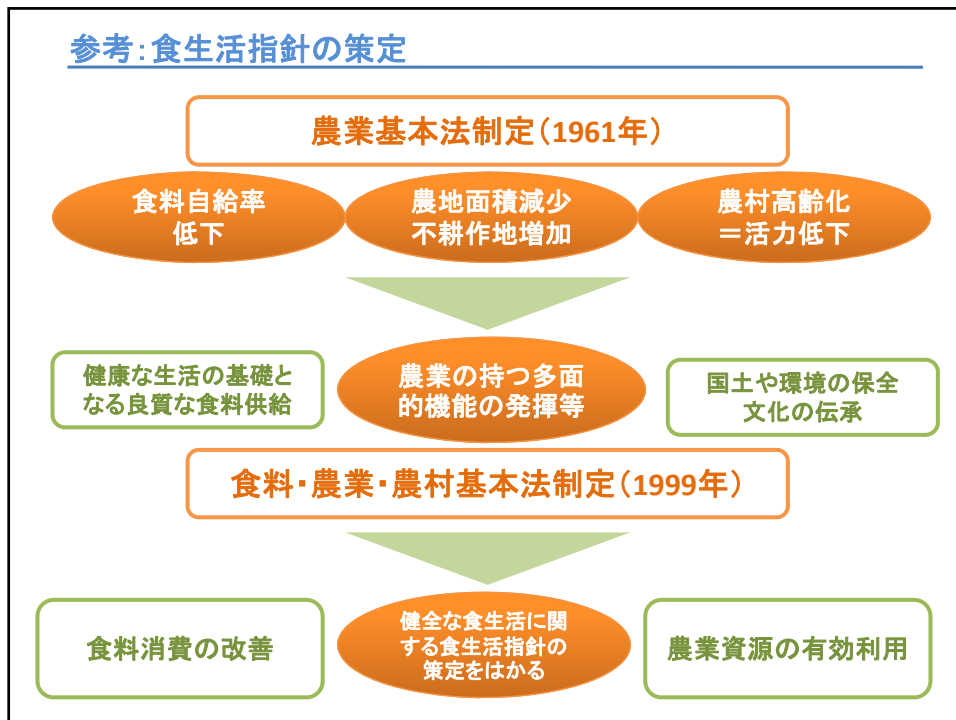 参考：食生活指針の策定
農業基本法制定（1961年）
食料自給率
低下
農地面積減少
不耕作地増加
農村高齢化
＝活力低下
健康な生活の基礎と
なる良質な食料供給
農業の持つ多面
的機能の発揮等
国土や環境の保全
文化の伝承
食料・農業・農村基本法制定（1999年）
食料消費の改善
健全な食生活に関
する食生活指針の
策定をはかる
農業資源の有効利用